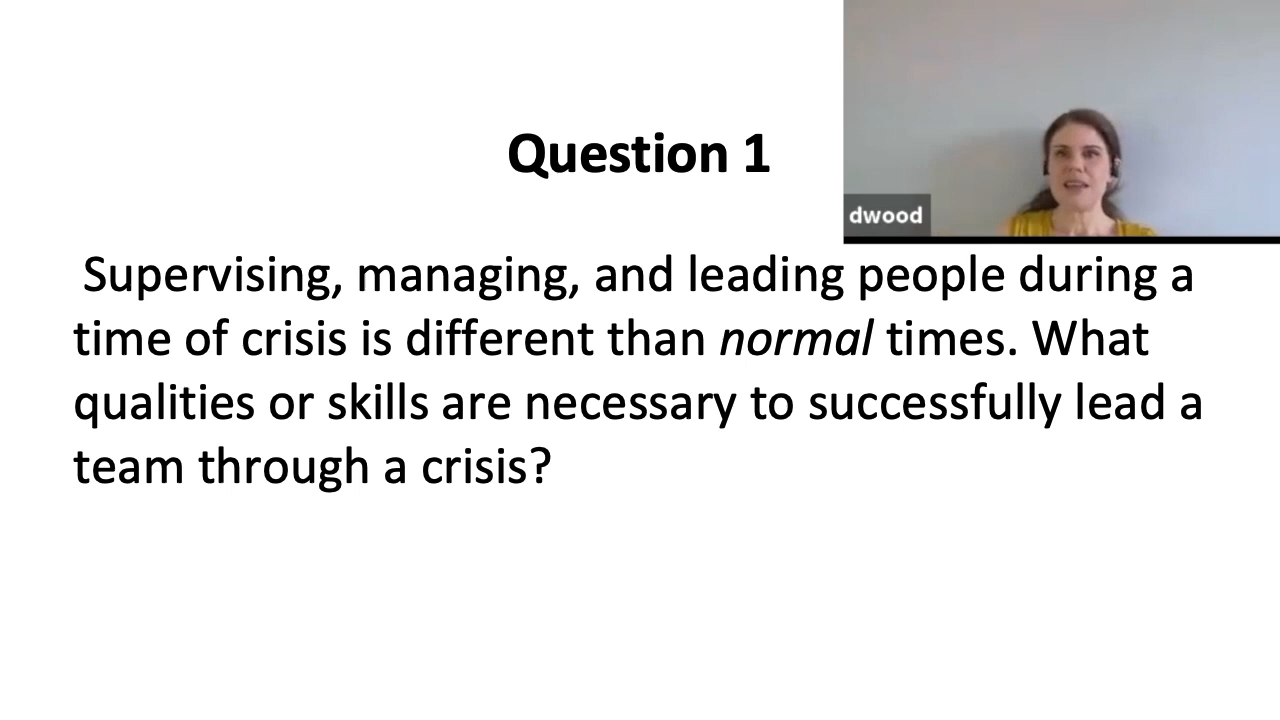 Question 1
dwood
Supervising, managing, and leading people during a
time of crisis is different than normal times. What
qualities or skills are necessary to successfully lead a
team through a crisis?